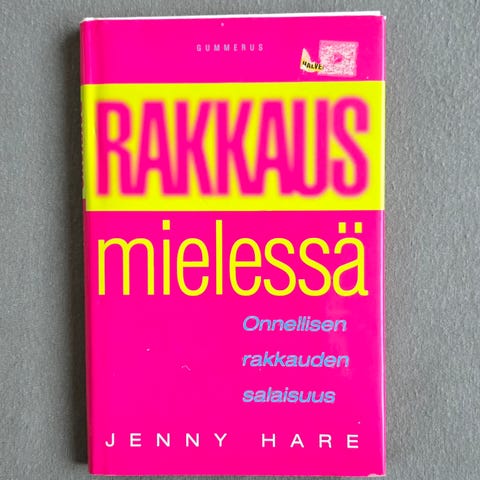 GUMMERUS
RAKKAUS
mielessä
Onnellisen
rakkauden
salaisuus
JENNY HARE